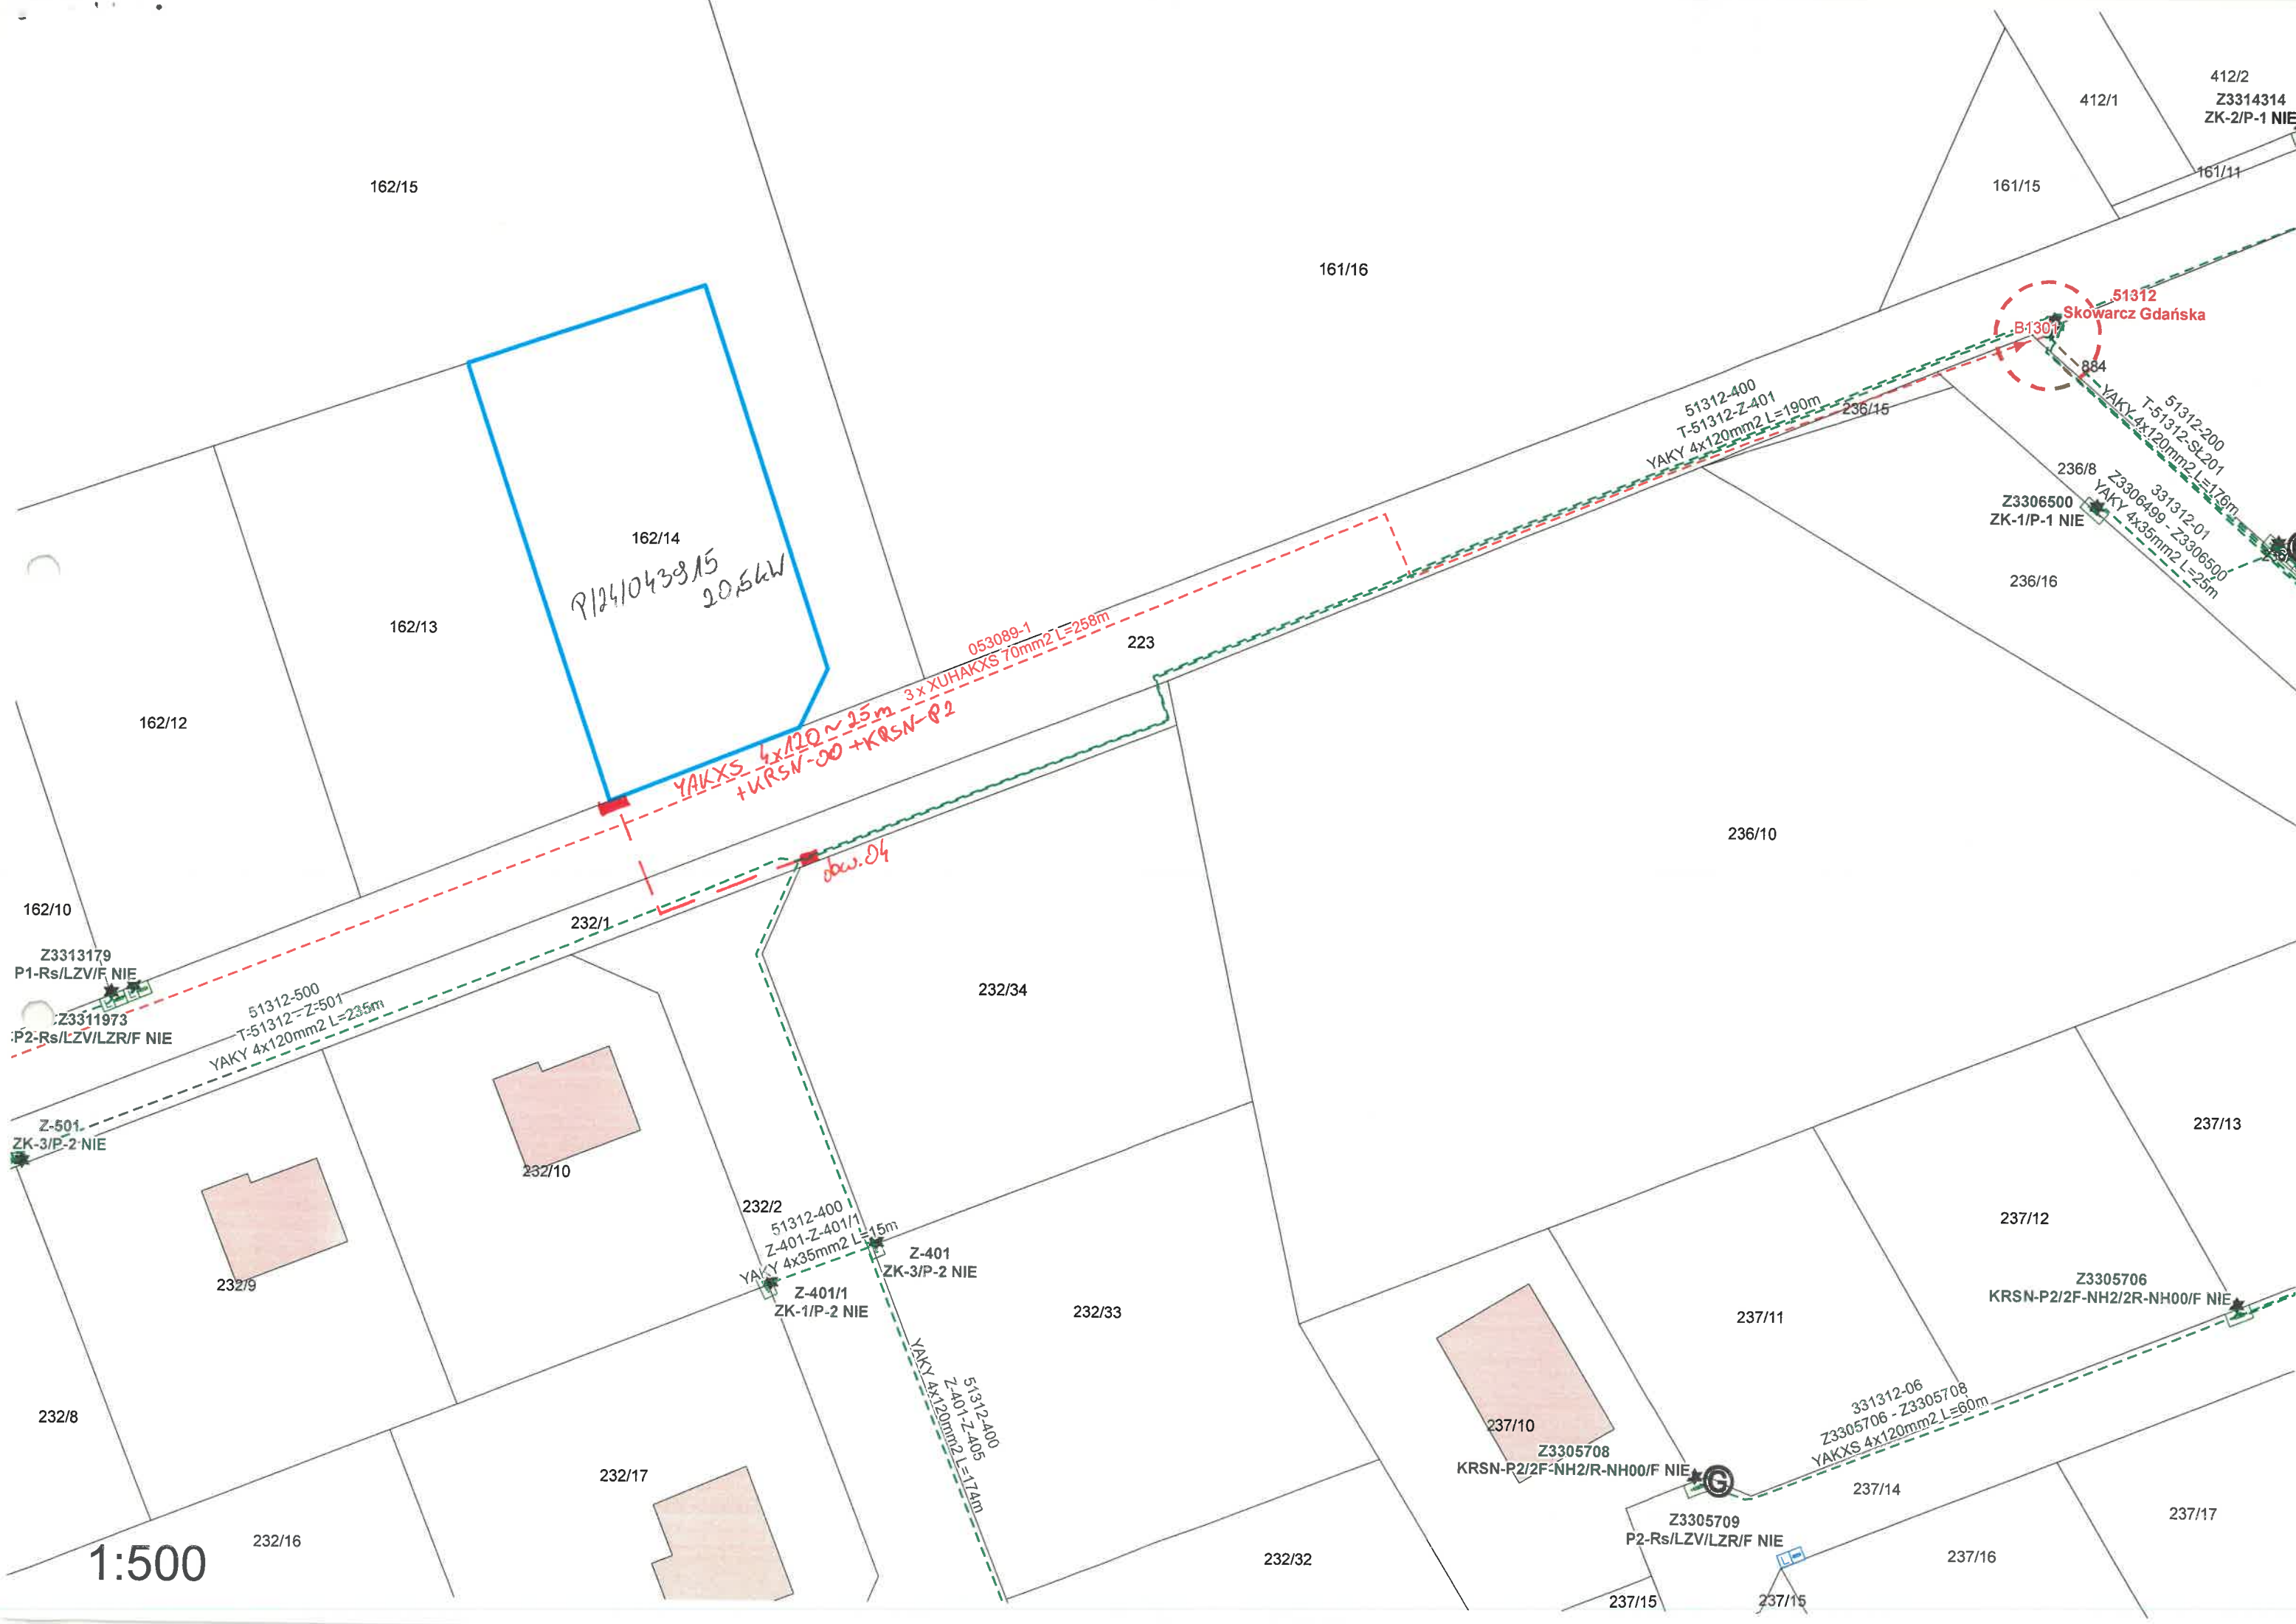 412/2
412/1
Z3314314
ZK-2/P-1 NIE
161/11
161/15
162/15
161/16
51312
Skowarcz Gdańska
B1301
884
51312-400
T-51312-Z-401
YAKY 4x120mm2 L=190m
236/15
51312-200
T-51312-SŁ201
YAKY 4x120mm2 L=176m
236/8
Z3306500
ZK-1/P-1 NIE
331312-01
Z3306499 - Z3306500
YAKY 4x35mm2 L=25m
236/16
162/14
P/24/043915
20,5kW
162/13
162/12
053089-1
3 x XUHAKXS 70mm2 L=258m
223
YAKXS 4x120 ~ 25m
+KRSN-00 +KRSN-P2
obw.04
236/10
162/10
232/1
Z3313179
P1-Rs/LZV/F NIE
Z3311973
P2-Rs/LZV/LZR/F NIE
51312-500
T-51312 - Z-501
YAKY 4x120mm2 L=235m
232/34
Z-501
ZK-3/P-2 NIE
232/10
232/9
232/2
51312-400
Z-401-Z-401/1
YAKY 4x35mm2 L=15m
Z-401
ZK-3/P-2 NIE
Z-401/1
ZK-1/P-2 NIE
232/33
237/13
237/12
237/11
Z3305706
KRSN-P2/2F-NH2/2R-NH00/F NIE
51312-400
Z-401-Z-405
YAKY 4x120mm2 L=174m
331312-06
Z3305706 - Z3305708
YAKXS 4x120mm2 L=60m
232/8
237/10
Z3305708
KRSN-P2/2F-NH2/R-NH00/F NIE
G
232/17
237/14
Z3305709
P2-Rs/LZV/LZR/F NIE
237/17
232/16
1:500
232/32
237/16
237/15
237/15